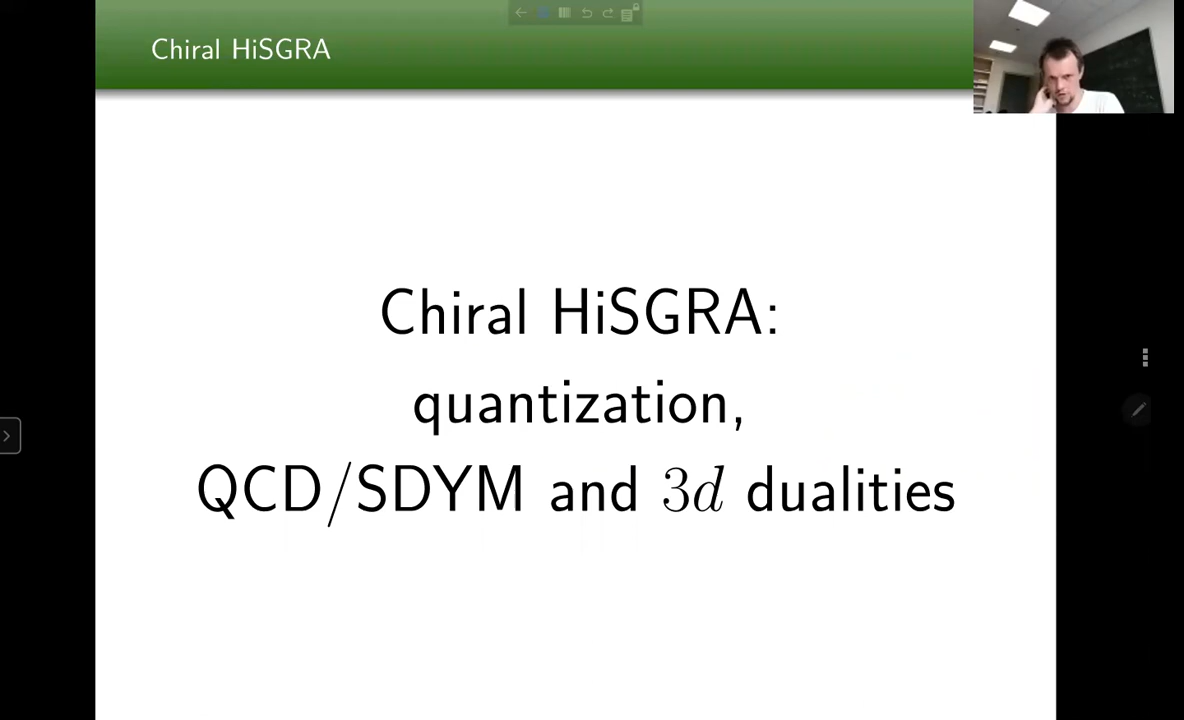 Chiral HiSGRA
Chiral HiSGRA:
quantization,
QCD/SDYM and 3d dualities